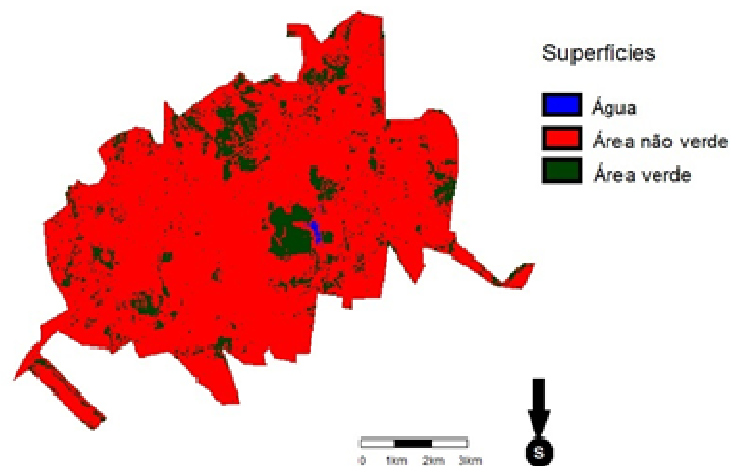 Superfícies
Água
Área não verde
Área verde
0 1km 2km 3km
S